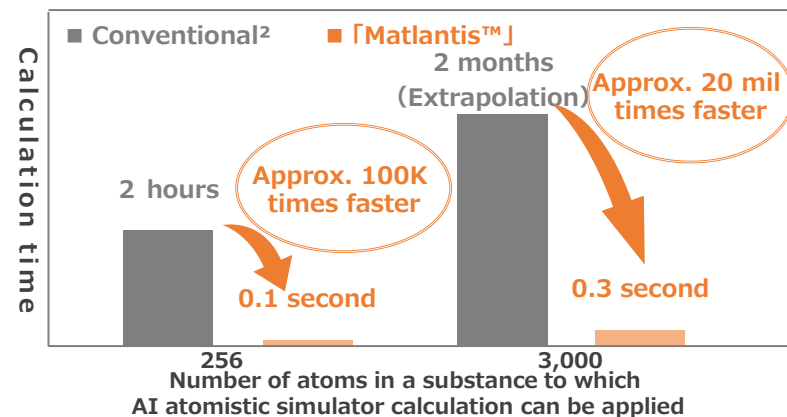 ■ Conventional²
■ 「Matlantis™」
Calculation time
2 hours
Approx. 100K
times faster
0.1 second
2 months
(Extrapolation)
Approx. 20 mil
times faster
0.3 second
256
3,000
Number of atoms in a substance to which
AI atomistic simulator calculation can be applied